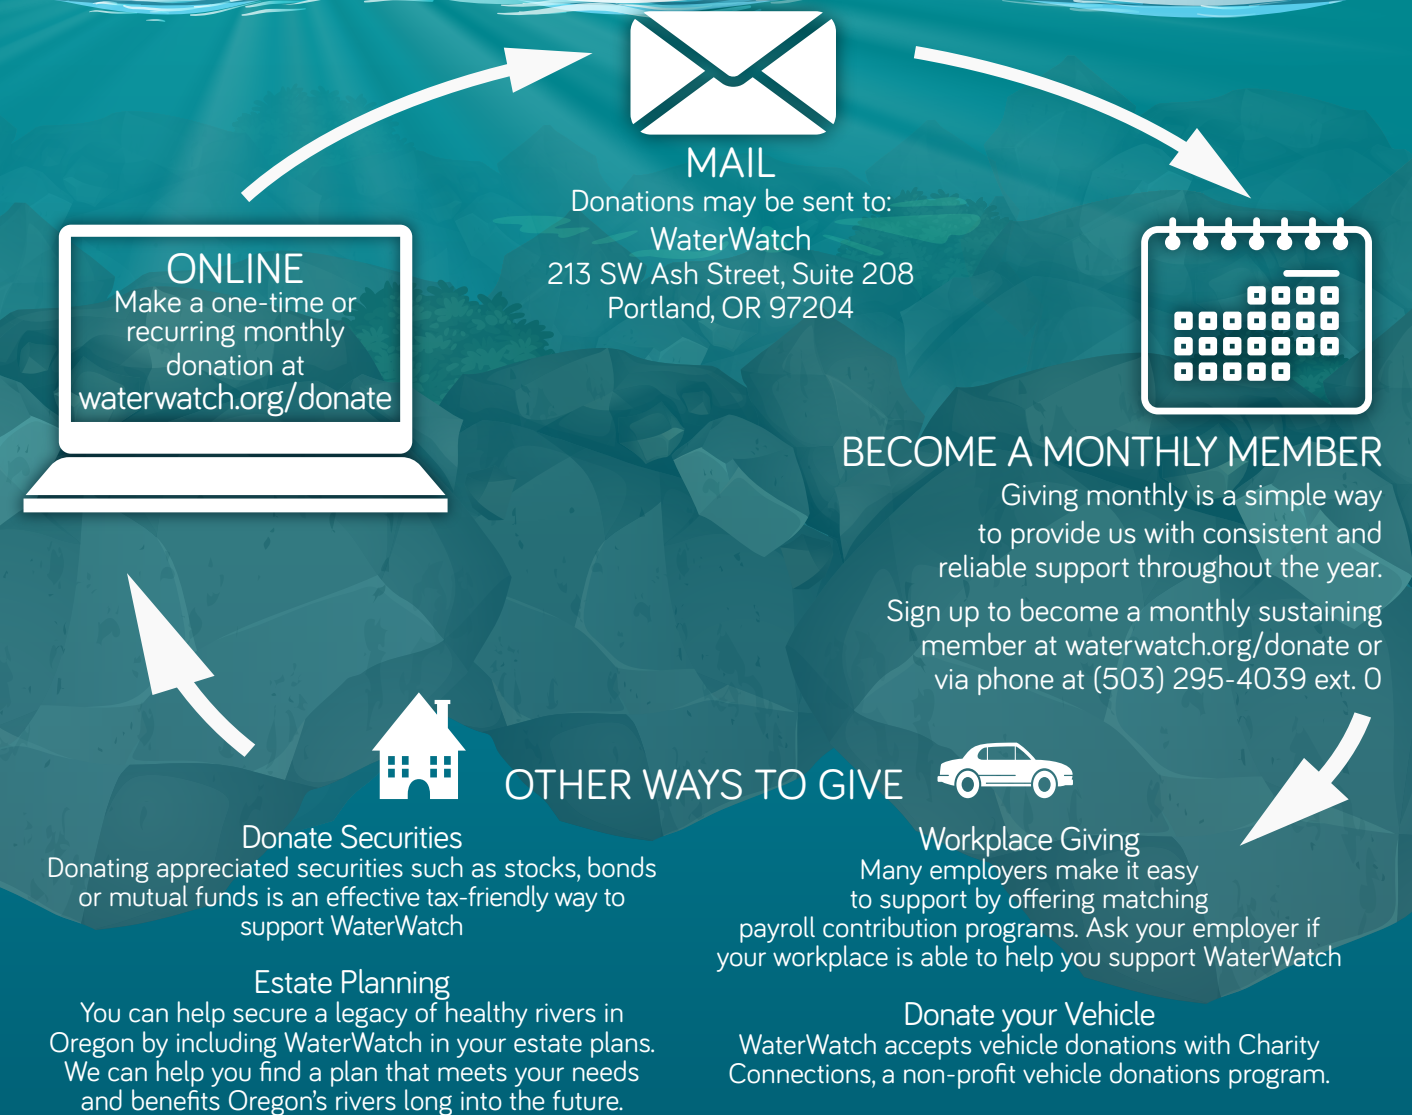 MAIL
Donations may be sent to:
WaterWatch
213 SW Ash Street, Suite 208
Portland, OR 97204
ONLINE
Make a one-time or
recurring monthly
donation at
waterwatch.org/donate
BECOME A MONTHLY MEMBER
Giving monthly is a simple way
to provide us with consistent and
reliable support throughout the year.
Sign up to become a monthly sustaining
member at waterwatch.org/donate or
via phone at (503) 295-4039 ext. 0
OTHER WAYS TO GIVE
Donate Securities
Donating appreciated securities such as stocks, bonds
or mutual funds is an effective tax-friendly way to
support WaterWatch
Estate Planning
You can help secure a legacy of healthy rivers in
Oregon by including WaterWatch in your estate plans.
We can help you find a plan that meets your needs
and benefits Oregon's rivers long into the future.
Workplace Giving
Many employers make it easy
to support by offering matching
payroll contribution programs. Ask your employer if
your workplace is able to help you support WaterWatch
Donate your Vehicle
WaterWatch accepts vehicle donations with Charity
Connections, a non-profit vehicle donations program.